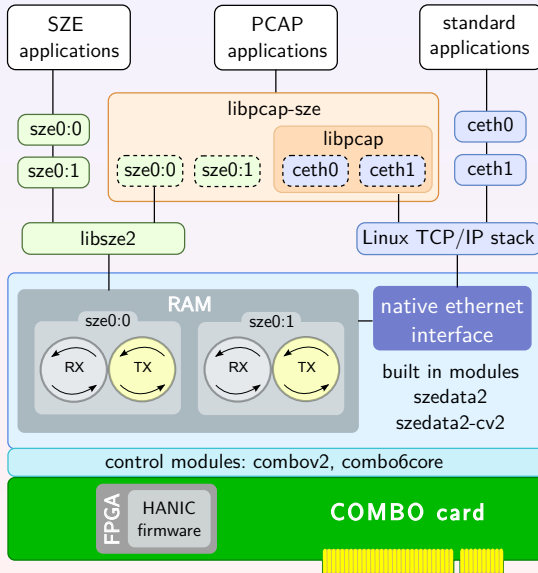 SZE
applications
PCAP
applications
standard
applications
libpcap-sze
libpcap
sze0:0
sze0:1
sze0:0
sze0:1
ceth0
ceth1
ceth0
ceth1
libsze2
Linux TCP/IP stack
RAM
sze0:0
RX
TX
sze0:1
RX
TX
native ethernet
interface
built in modules
szedata2
szedata2-cv2
control modules: combov2, combo6core
FPGA
HANIC
firmware
COMBO card